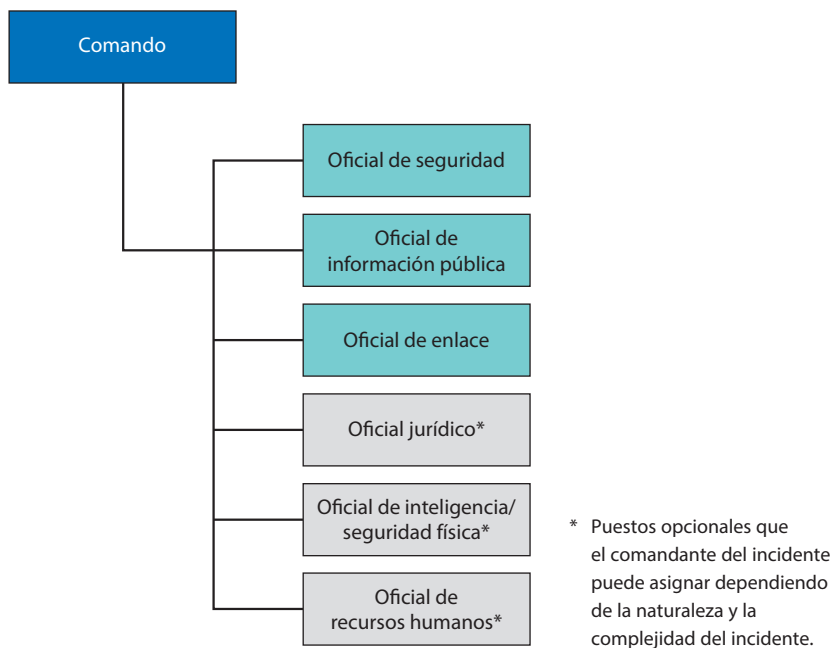 Comando
Oficial de seguridad
Oficial de
información pública
Oficial de enlace
Oficial jurídico*
Oficial de inteligencia/
seguridad física*
Oficial de
recursos humanos*
* Puestos opcionales que
el comandante del incidente
puede asignar dependiendo
de la naturaleza y la
complejidad del incidente.